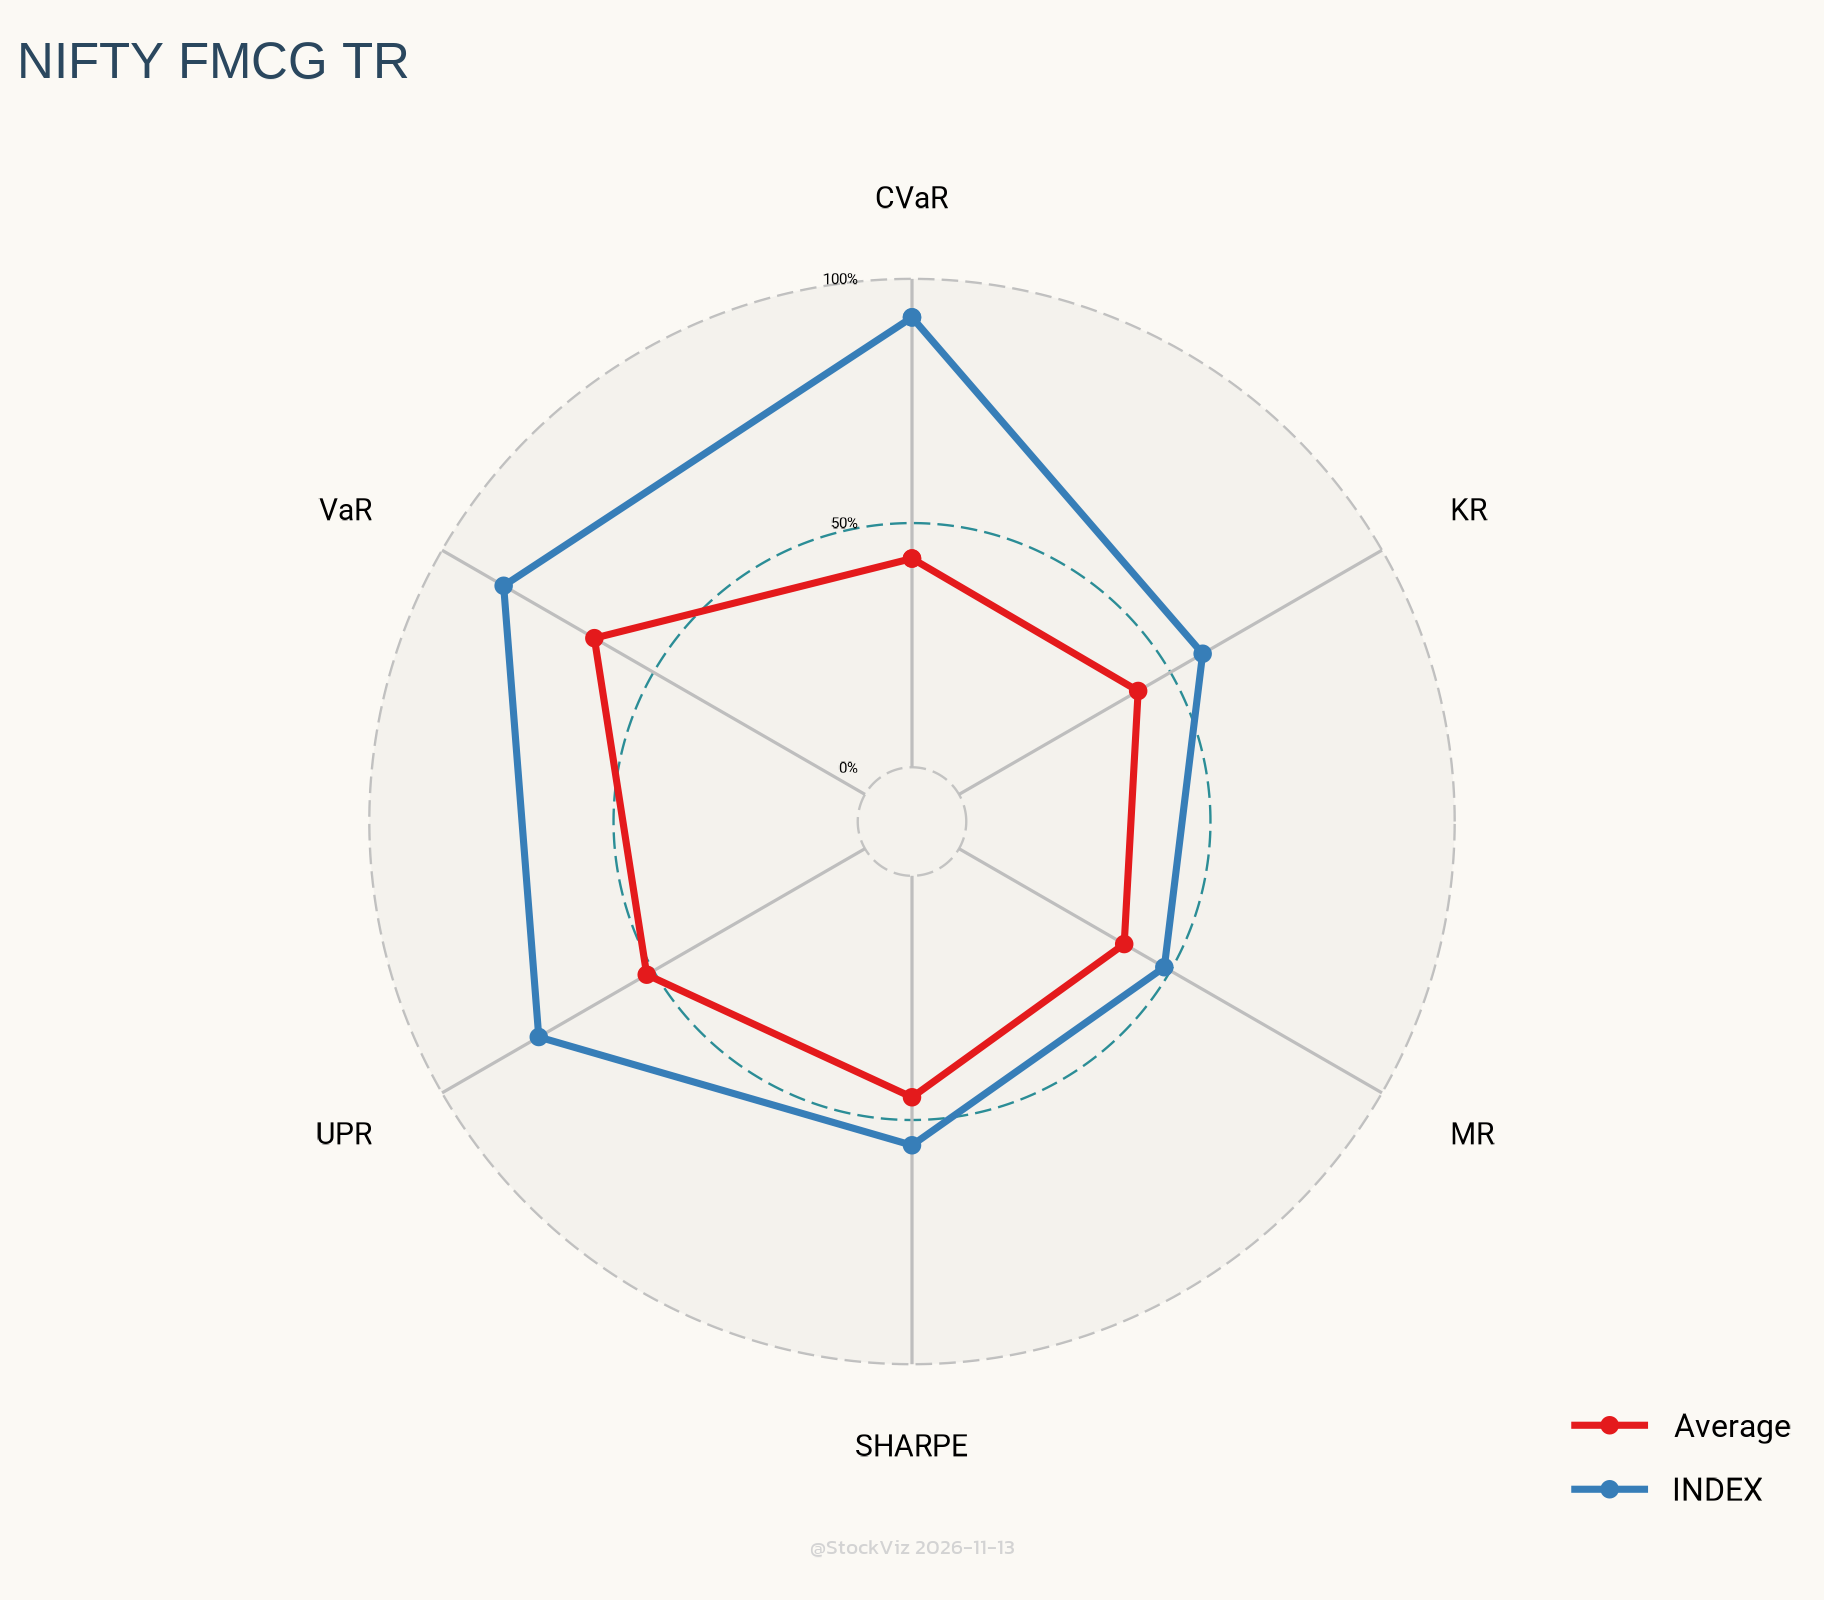 NIFTY FMCG TR
CVaR
100%
VaR
50%
KR
0%
UPR
MR
SHARPE
Average
INDEX
@StockViz 2026-11-13